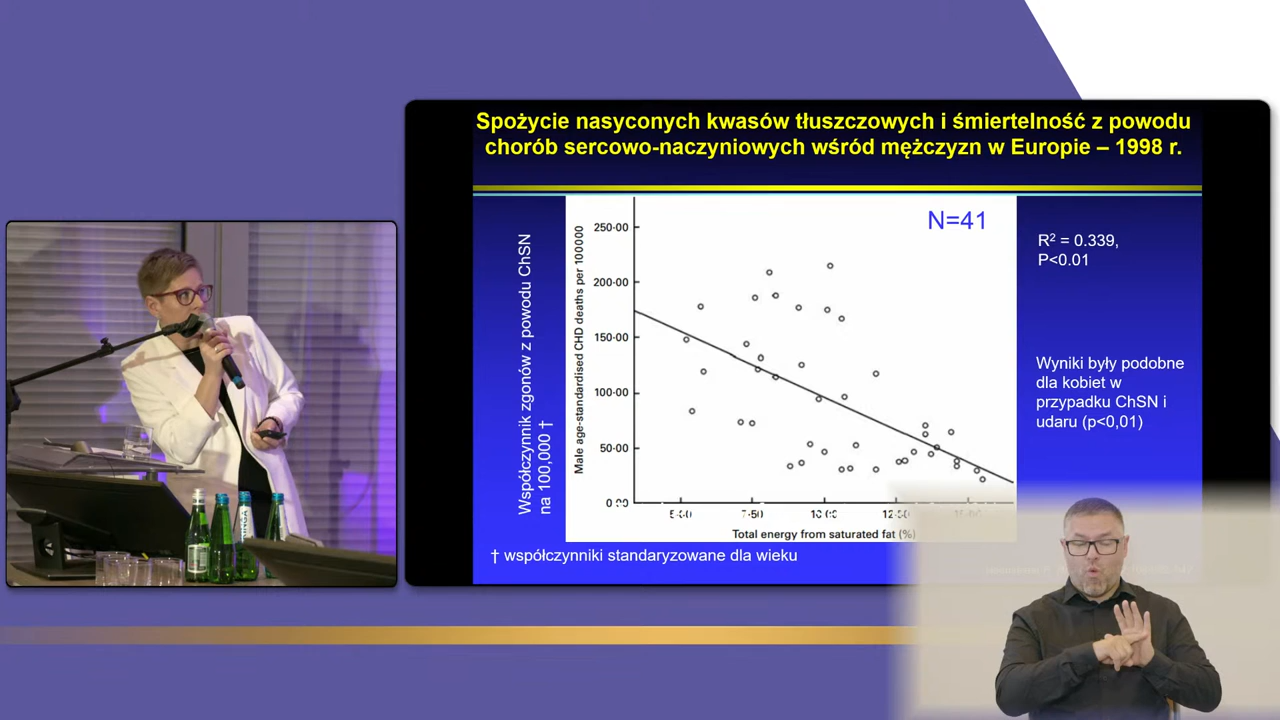 Spożycie nasyconych kwasów tłuszczowych i śmiertelność z powodu
chorób sercowo-naczyniowych wśród mężczyzn w Europie – 1998 r.
Współczynnik zgonów z powodu ChSN
na 100,000 †
Male age-standardised CHD deaths per 100000
250·00
200·00
150·00
100·00
50·00
0·00
N=41
5·00
7·50
10·00
12·50
Total energy from saturated fat (%)
R² = 0.339,
P<0.01
Wyniki były podobne
dla kobiet w
przypadku ChSN i
udaru (p<0,01)
† współczynniki standaryzowane dla wieku